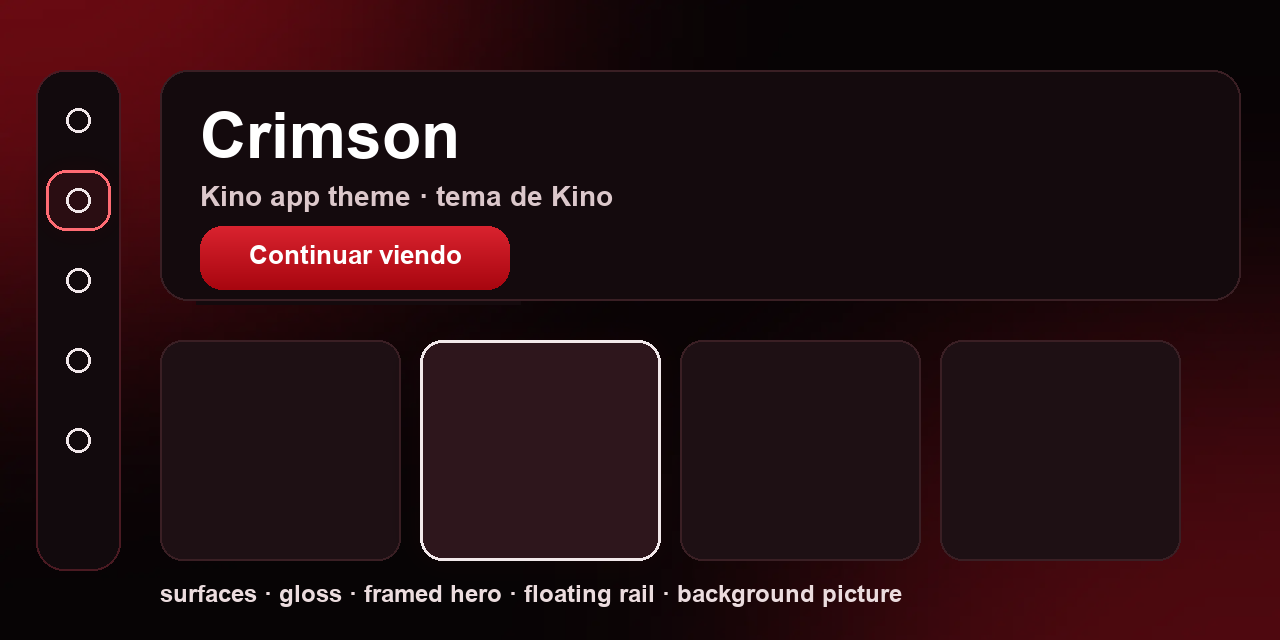 Crimson
Kino app theme · tema de Kino
Continuar viendo
surfaces · gloss · framed hero · floating rail · background picture